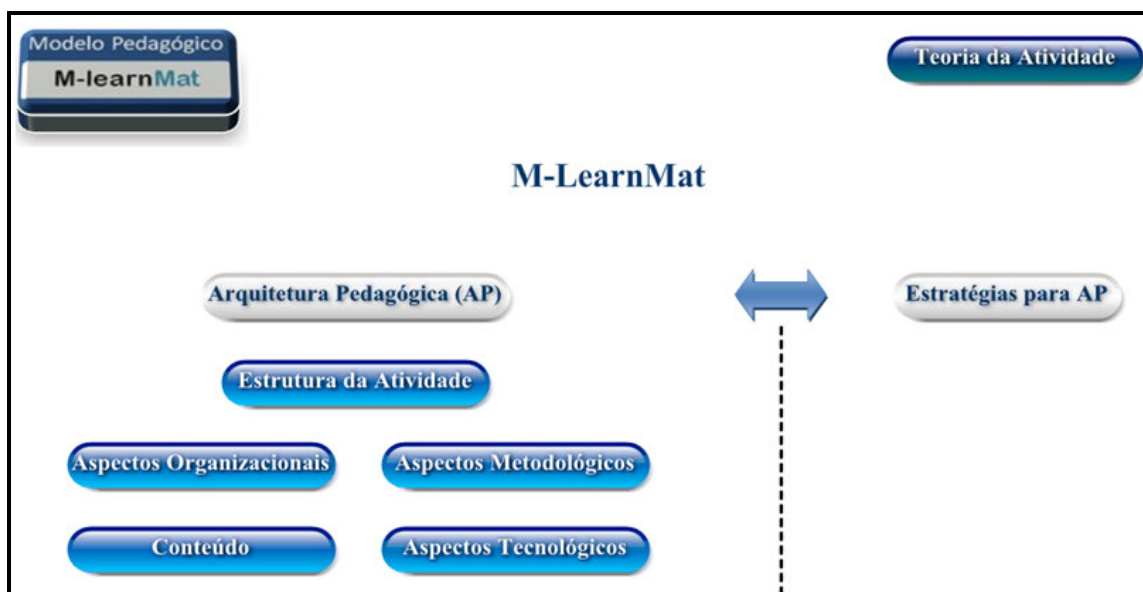 Modelo Pedagógico
M-learnMat
Teoria da Atividade
M-LearnMat
Arquitetura Pedagógica (AP)
Estratégias para AP
Estrutura da Atividade
Aspectos Organizacionais
Aspectos Metodológicos
Conteúdo
Aspectos Tecnológicos